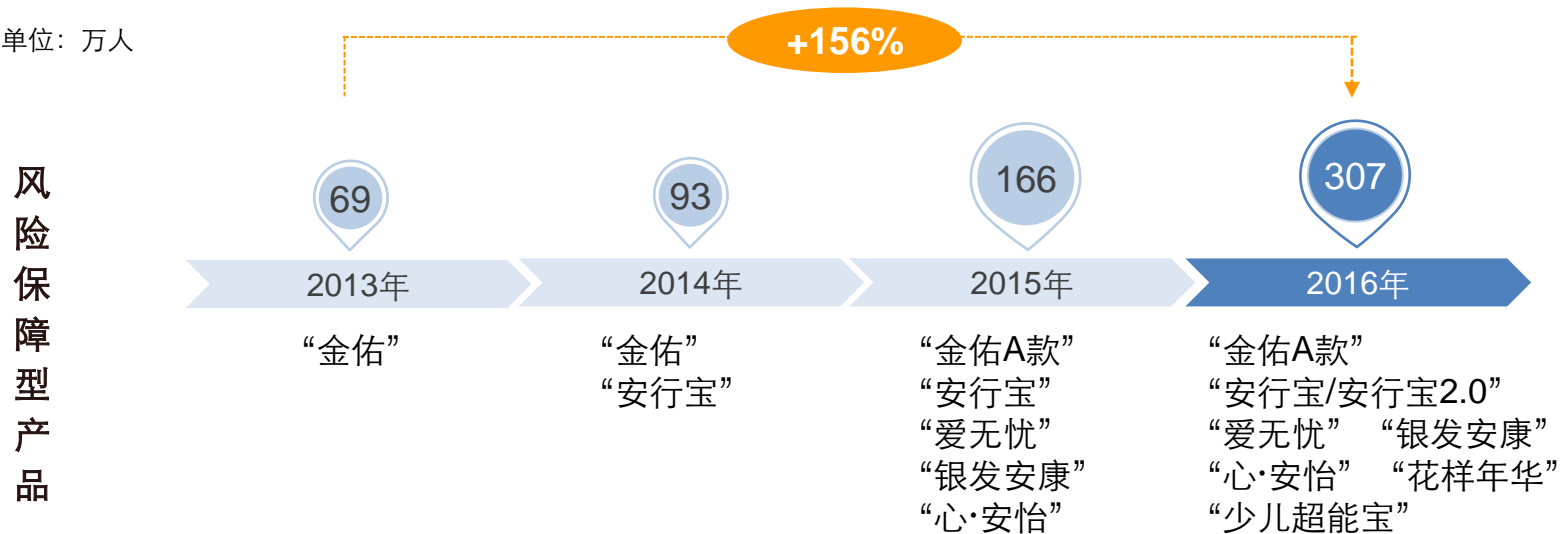 单位：万人
+156%
风
险
保
障
型
产
品
69
93
166
307
2013年
2014年
2015年
2016年
“金佑”
“金佑”
“安行宝”
“金佑A款”
“安行宝”
“爱无忧”
“银发安康”
“心·安怡”
“金佑A款”
“安行宝/安行宝2.0”
“爱无忧” “银发安康”
“心·安怡” “花样年华”
“少儿超能宝”